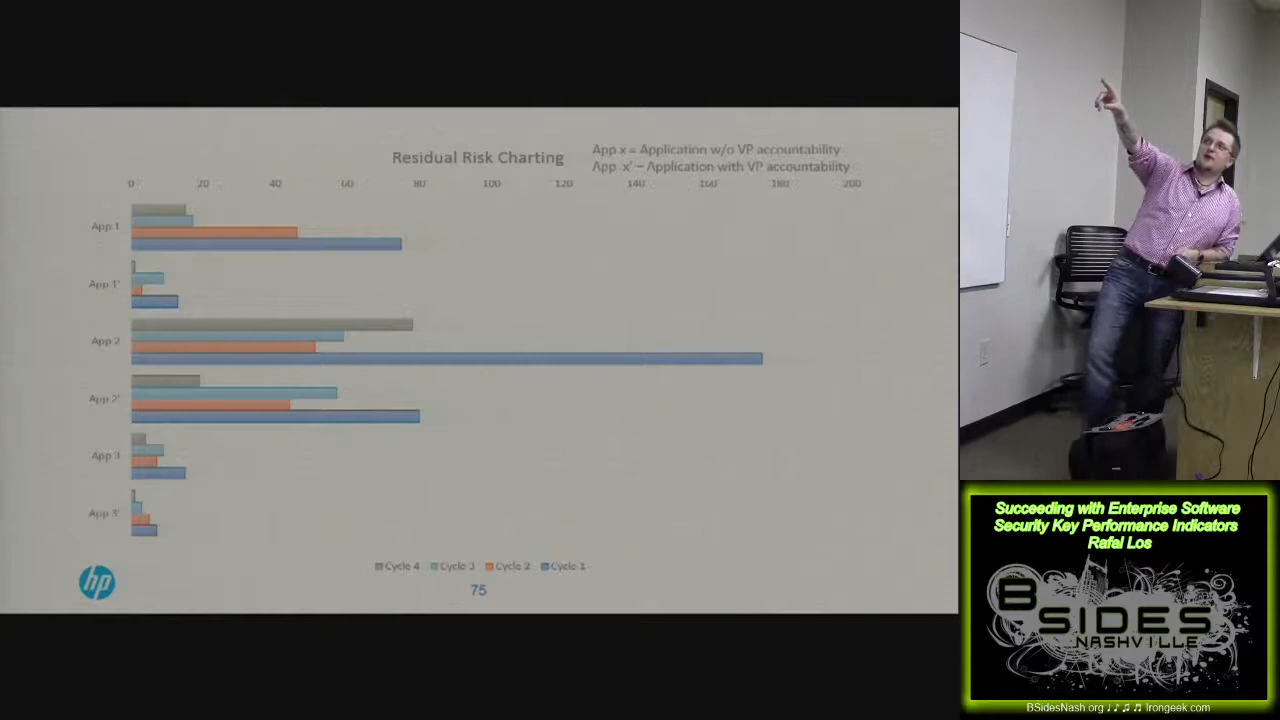 Residual Risk Charting
App x = Application w/o VP accountability
App x' = Application with VP accountability
0 20 40 60 80 100 120 140 160 180 200
App 1
App 1'
App 2
App 2'
App 3
App 3'
Cycle 4 Cycle 3 Cycle 2 Cycle 1
hp
75
Succeeding with Enterprise Software
Security Key Performance Indicators
Rafal Los
BSIDES
NASHVILLE
BSidesNash.org ♩♪♫♬ Irongeek.com